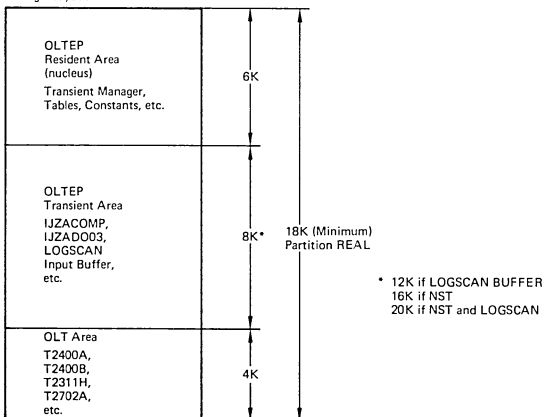 OLTEP
Resident Area
(nucleus)
Transient Manager,
Tables, Constants, etc.
6K
OLTEP
Transient Area
IJZACOMP,
IJZADO03,
LOGSCAN
Input Buffer,
etc.
8K*
18K (Minimum)
Partition REAL
* 12K if LOGSCAN BUFFER
16K if NST
20K if NST and LOGSCAN
OLT Area
T2400A,
T2400B,
T2311H,
T2702A,
etc.
4K